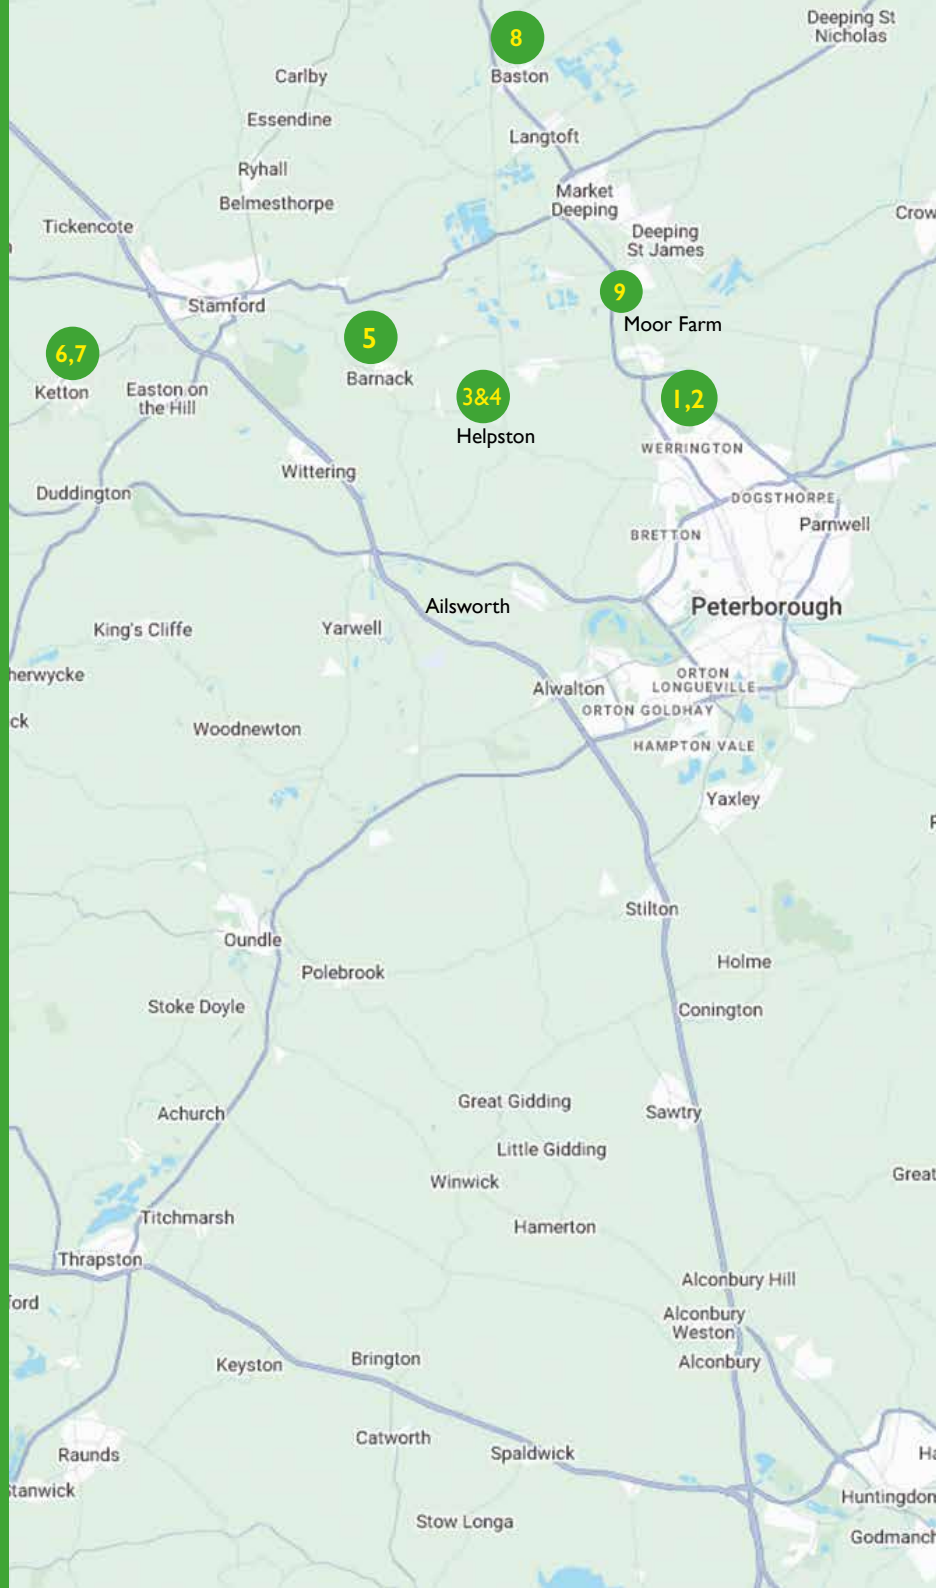 Deeping St
Nicholas
8
Carlby
Baston
Essendine
Langtoft
Ryhall
Market
Deeping
Belmesthorpe
Crow
Tickencote
Deeping
St James
9
Stamford
Moor Farm
5
6,7
Barnack
Ketton
Easton on
the Hill
3&4
1,2
Helpston
WERRINGTON
Wittering
Duddington
DOGSTHORPE
Parnwell
BRETTON
Ailsworth
Peterborough
King's Cliffe
Yarwell
herwycke
ORTON
LONGUEVILLE
Alwalton
ORTON GOLDHAY
ck
Woodnewton
HAMPTON VALE
Yaxley
Stilton
Oundle
Holme
Polebrook
Stoke Doyle
Conington
Great Gidding
Achurch
Sawtry
Little Gidding
Great
Winwick
Titchmarsh
Hamerton
Thrapston
Alconbury Hill
ford
Alconbury
Weston
Brington
Keyston
Alconbury
Catworth
Raunds
Spaldwick
Ha
Stanwick
Huntingdon
Stow Longa
Godmanch